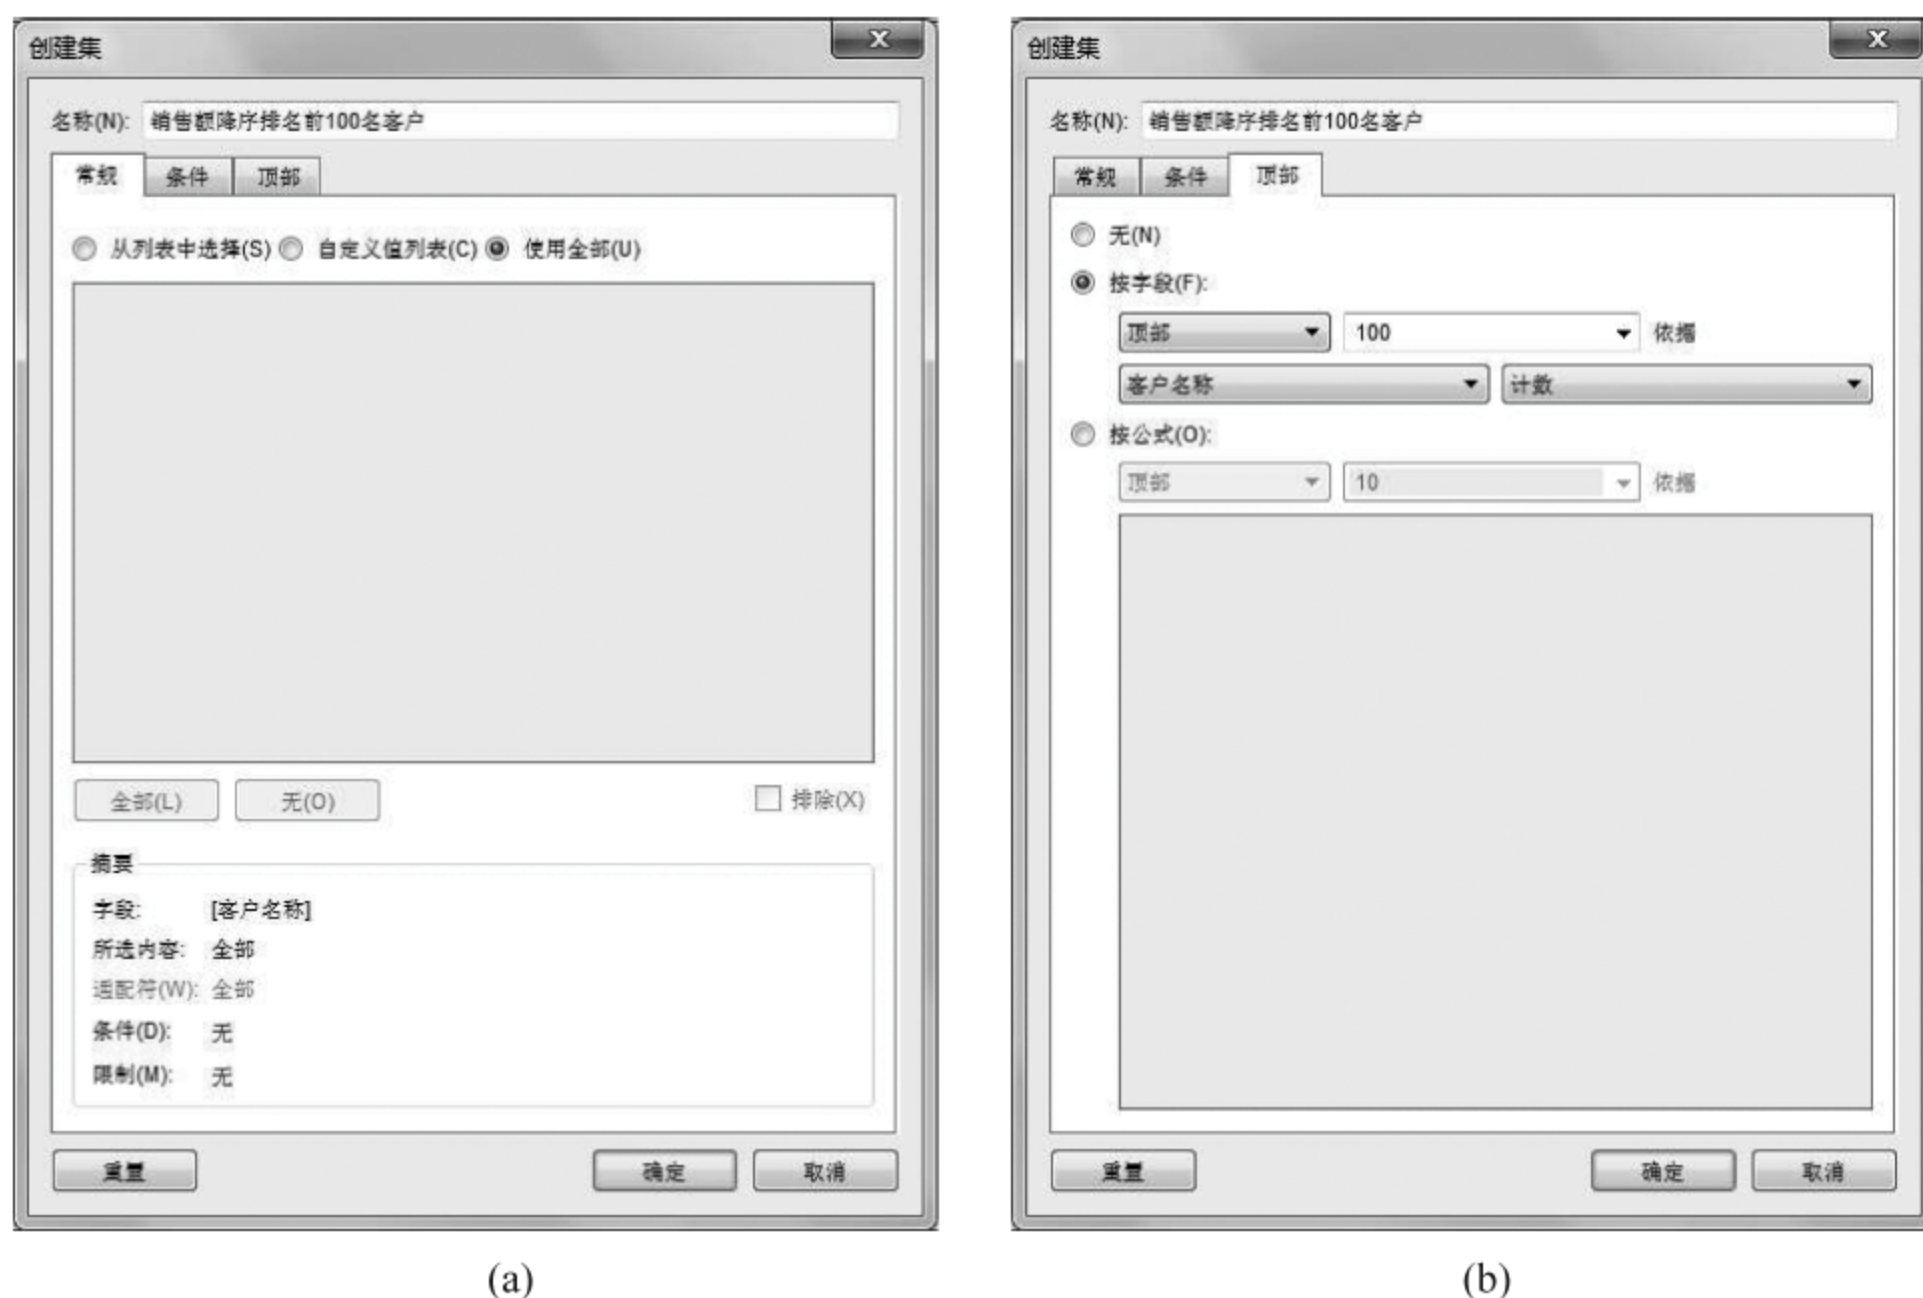 创建集
名称(N): 销售额降序排名前100名客户
常规 条件 顶部
从列表中选择(S) 自定义值列表(C) 使用全部(U)
全部(L) 无(O) 排除(X)
摘要
字段: [客户名称]
所选内容: 全部
通配符(W): 全部
条件(D): 无
限制(M): 无
重置 确定 取消
(a)
创建集
名称(N): 销售额降序排名前100名客户
常规 条件 顶部
无(N)
按字段(F):
顶部 100 依据
客户名称 计数
按公式(O):
顶部 10 依据
重置 确定 取消
(b)